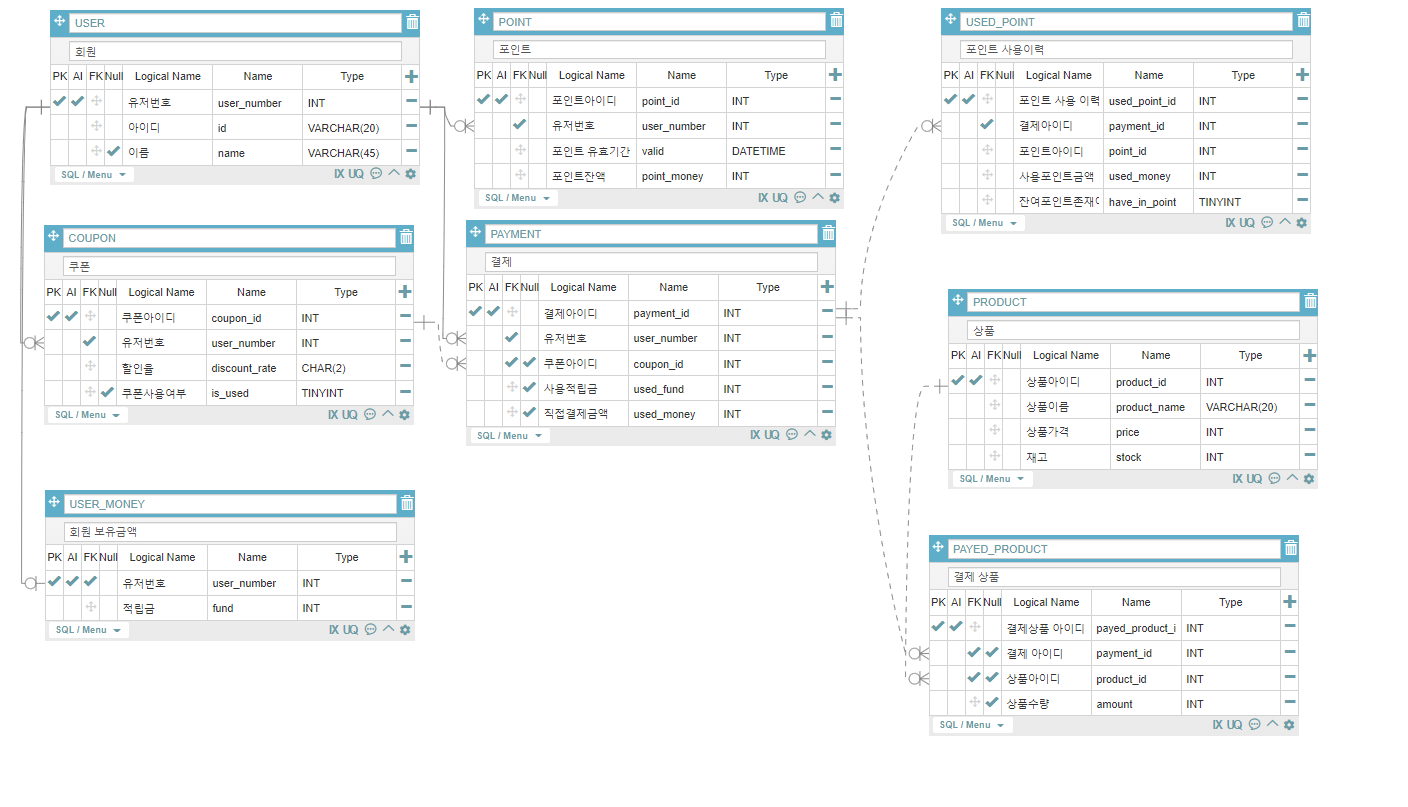 USER
회원
PK AI FK Null Logical Name Name Type
유저번호 user_number INT
아이디 id VARCHAR(20)
이름 name VARCHAR(45)
SQL / Menu IX UQ
POINT
포인트
PK AI FK Null Logical Name Name Type
포인트아이디 point_id INT
유저번호 user_number INT
포인트 유효기간 valid DATETIME
포인트잔액 point_money INT
SQL / Menu IX UQ
USED_POINT
포인트 사용이력
PK AI FK Null Logical Name Name Type
포인트 사용 이력 used_point_id INT
결제아이디 payment_id INT
포인트아이디 point_id INT
사용포인트금액 used_money INT
잔여포인트존재 have_in_point TINYINT
SQL / Menu IX UQ
COUPON
쿠폰
PK AI FK Null Logical Name Name Type
쿠폰아이디 coupon_id INT
유저번호 user_number INT
할인율 discount_rate CHAR(2)
쿠폰사용여부 is_used TINYINT
SQL / Menu IX UQ
PAYMENT
결제
PK AI FK Null Logical Name Name Type
결제아이디 payment_id INT
유저번호 user_number INT
쿠폰아이디 coupon_id INT
사용적립금 used_fund INT
직접결제금액 used_money INT
SQL / Menu IX UQ
PRODUCT
상품
PK AI FK Null Logical Name Name Type
상품아이디 product_id INT
상품이름 product_name VARCHAR(20)
상품가격 price INT
재고 stock INT
SQL / Menu IX UQ
USER_MONEY
회원 보유금액
PK AI FK Null Logical Name Name Type
유저번호 user_number INT
적립금 fund INT
SQL / Menu IX UQ
PAYED_PRODUCT
결제 상품
PK AI FK Null Logical Name Name Type
결제상품 아이디 payed_product_i INT
결제 아이디 payment_id INT
상품아이디 product_id INT
상품수량 amount INT
SQL / Menu IX UQ